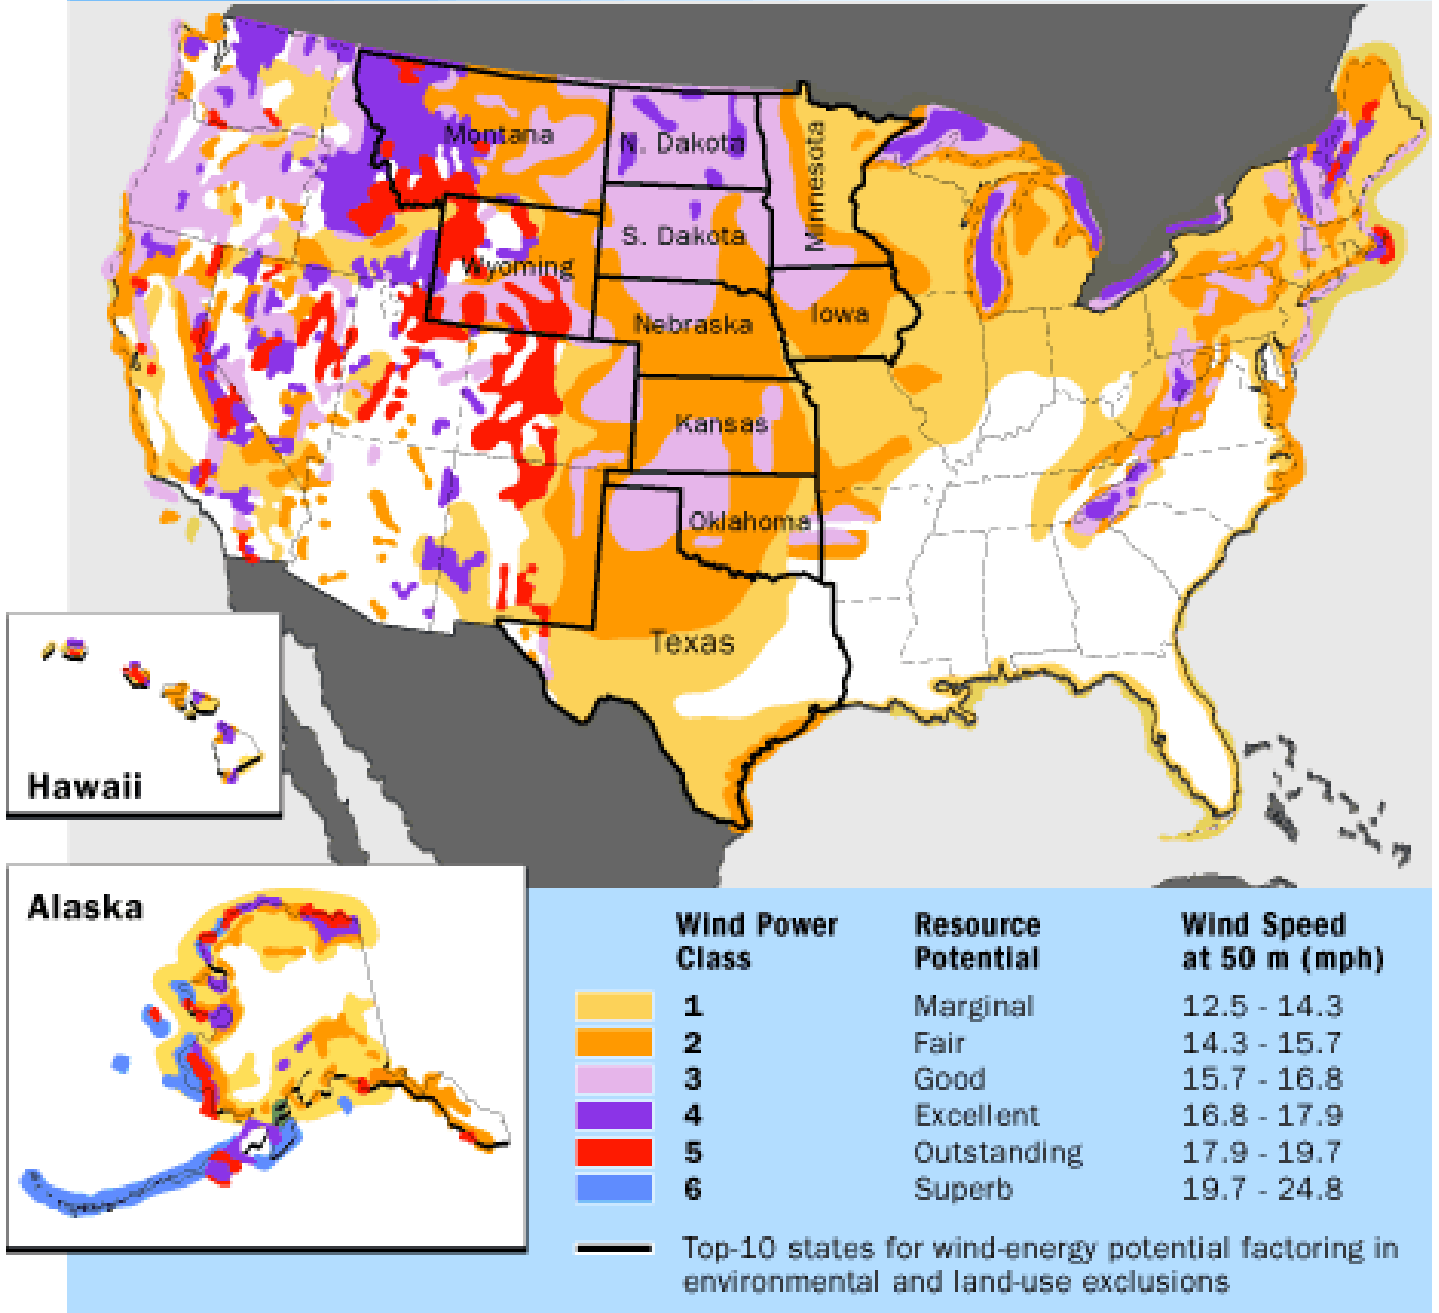 Montana
N. Dakota
Minnesota
S. Dakota
Wyoming
Nebraska
Iowa
Kansas
Oklahoma
Texas
Hawaii
Alaska
Wind Power Class
Resource Potential
Wind Speed at 50 m (mph)
1 Marginal 12.5 - 14.3
2 Fair 14.3 - 15.7
3 Good 15.7 - 16.8
4 Excellent 16.8 - 17.9
5 Outstanding 17.9 - 19.7
6 Superb 19.7 - 24.8
Top-10 states for wind-energy potential factoring in
environmental and land-use exclusions